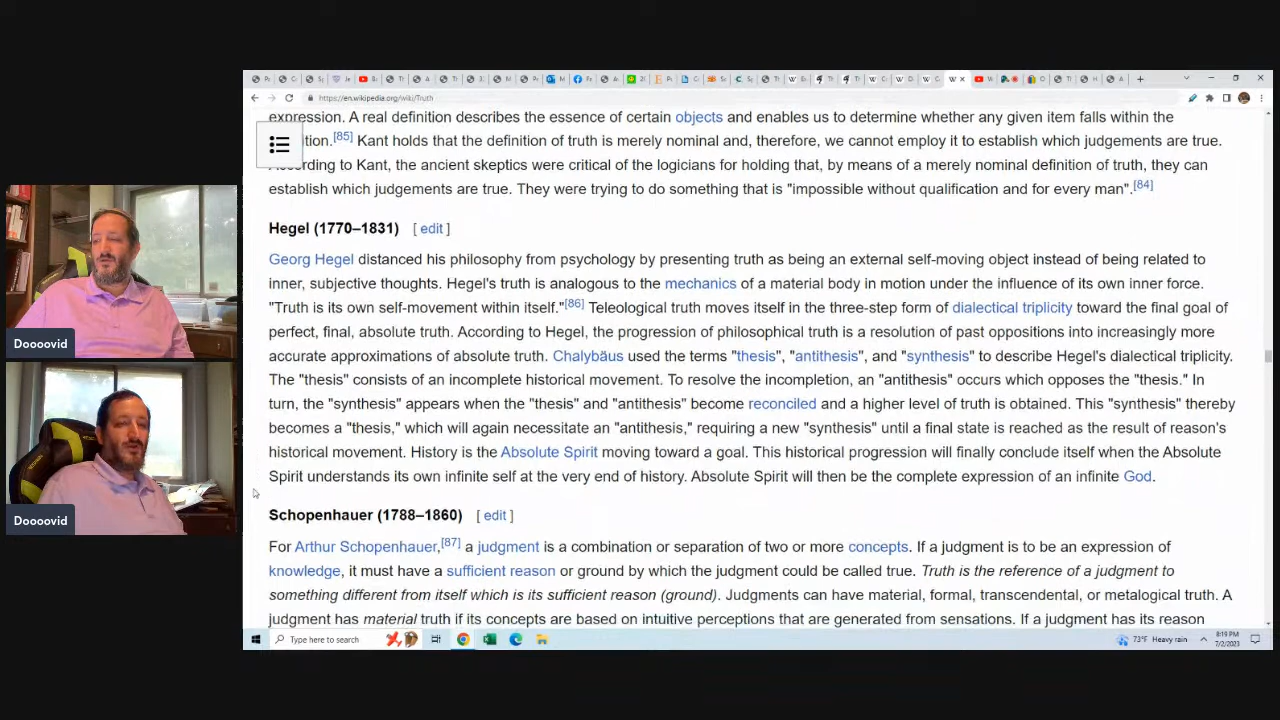 https://en.wikipedia.org/wiki/Truth
expression. A real definition describes the essence of certain objects and enables us to determine whether any given item falls within the
ition.[85] Kant holds that the definition of truth is merely nominal and, therefore, we cannot employ it to establish which judgements are true.
According to Kant, the ancient skeptics were critical of the logicians for holding that, by means of a merely nominal definition of truth, they can
establish which judgements are true. They were trying to do something that is "impossible without qualification and for every man".[84]
Hegel (1770–1831) [ edit ]
Georg Hegel distanced his philosophy from psychology by presenting truth as being an external self-moving object instead of being related to
inner, subjective thoughts. Hegel's truth is analogous to the mechanics of a material body in motion under the influence of its own inner force.
"Truth is its own self-movement within itself."[86] Teleological truth moves itself in the three-step form of dialectical triplicity toward the final goal of
perfect, final, absolute truth. According to Hegel, the progression of philosophical truth is a resolution of past oppositions into increasingly more
accurate approximations of absolute truth. Chalybäus used the terms "thesis", "antithesis", and "synthesis" to describe Hegel's dialectical triplicity.
The "thesis" consists of an incomplete historical movement. To resolve the incompletion, an "antithesis" occurs which opposes the "thesis." In
turn, the "synthesis" appears when the "thesis" and "antithesis" become reconciled and a higher level of truth is obtained. This "synthesis" thereby
becomes a "thesis," which will again necessitate an "antithesis," requiring a new "synthesis" until a final state is reached as the result of reason's
historical movement. History is the Absolute Spirit moving toward a goal. This historical progression will finally conclude itself when the Absolute
Spirit understands its own infinite self at the very end of history. Absolute Spirit will then be the complete expression of an infinite God.
Schopenhauer (1788–1860) [ edit ]
For Arthur Schopenhauer,[87] a judgment is a combination or separation of two or more concepts. If a judgment is to be an expression of
knowledge, it must have a sufficient reason or ground by which the judgment could be called true. Truth is the reference of a judgment to
something different from itself which is its sufficient reason (ground). Judgments can have material, formal, transcendental, or metalogical truth. A
judgment has material truth if its concepts are based on intuitive perceptions that are generated from sensations. If a judgment has its reason
Type here to search
73°F Heavy rain
8:19 PM
7/2/2023
Doooovid
Doooovid